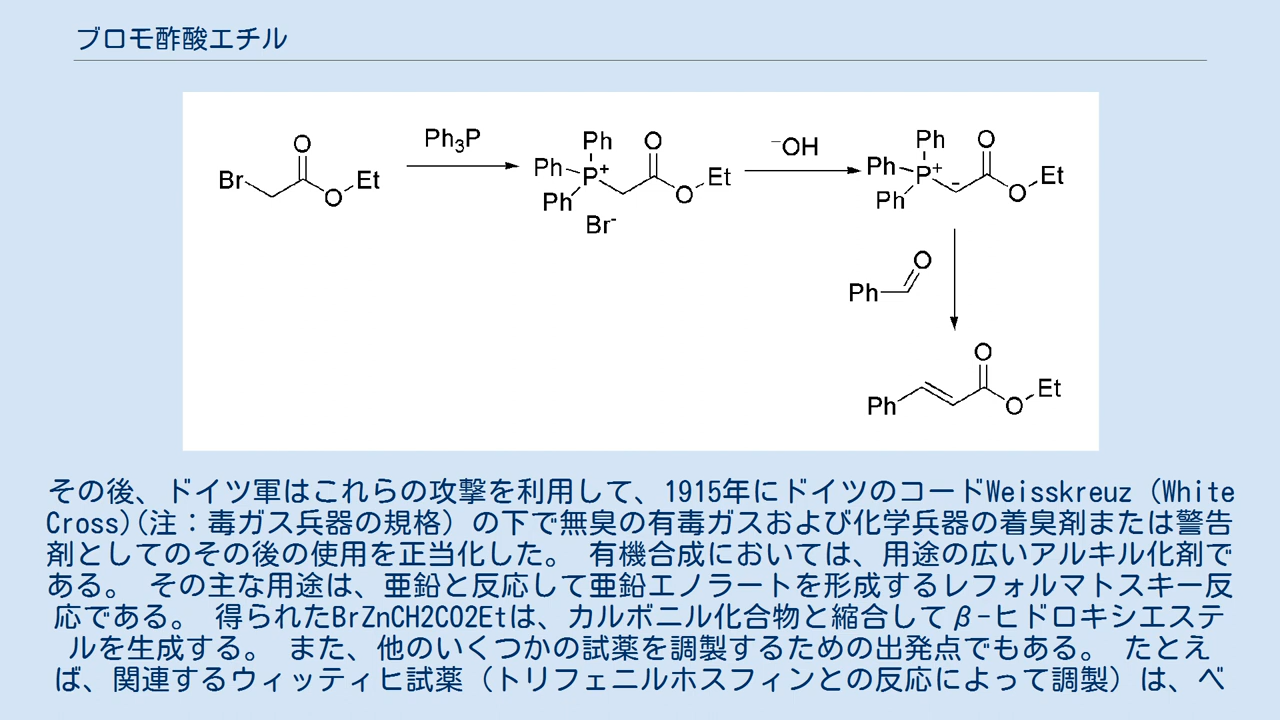 ブロモ酢酸エチル
Br O O Et
Ph3P
Ph Ph Ph P+ Br- O O Et
-OH
Ph Ph Ph P+ - O O Et
Ph O
Ph O O Et
その後、ドイツ軍はこれらの攻撃を利用して、1915年にドイツのコードWeisskreuz (White
Cross)(注：毒ガス兵器の規格）の下で無臭の有毒ガスおよび化学兵器の着臭剤または警告
剤としてのその後の使用を正当化した。 有機合成においては、用途の広いアルキル化剤で
ある。 その主な用途は、亜鉛と反応して亜鉛エノラートを形成するレフォルマトスキー反
応である。 得られたBrZnCH2CO2Etは、カルボニル化合物と縮合してβ-ヒドロキシエステ
ルを生成する。 また、他のいくつかの試薬を調製するための出発点でもある。 たとえ
ば、関連するウィッティヒ試薬（トリフェニルホスフィンとの反応によって調製）は、ベ